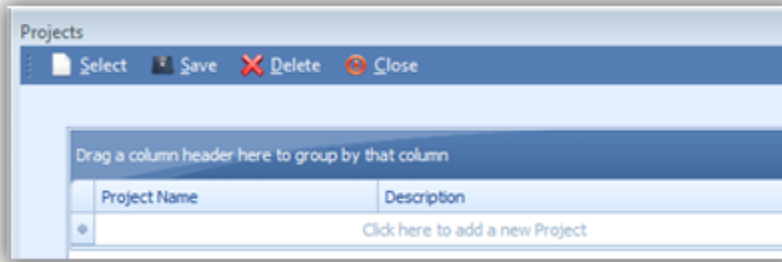 Projects
Select Save Delete Close
Drag a column header here to group by that column
Project Name Description
Click here to add a new Project